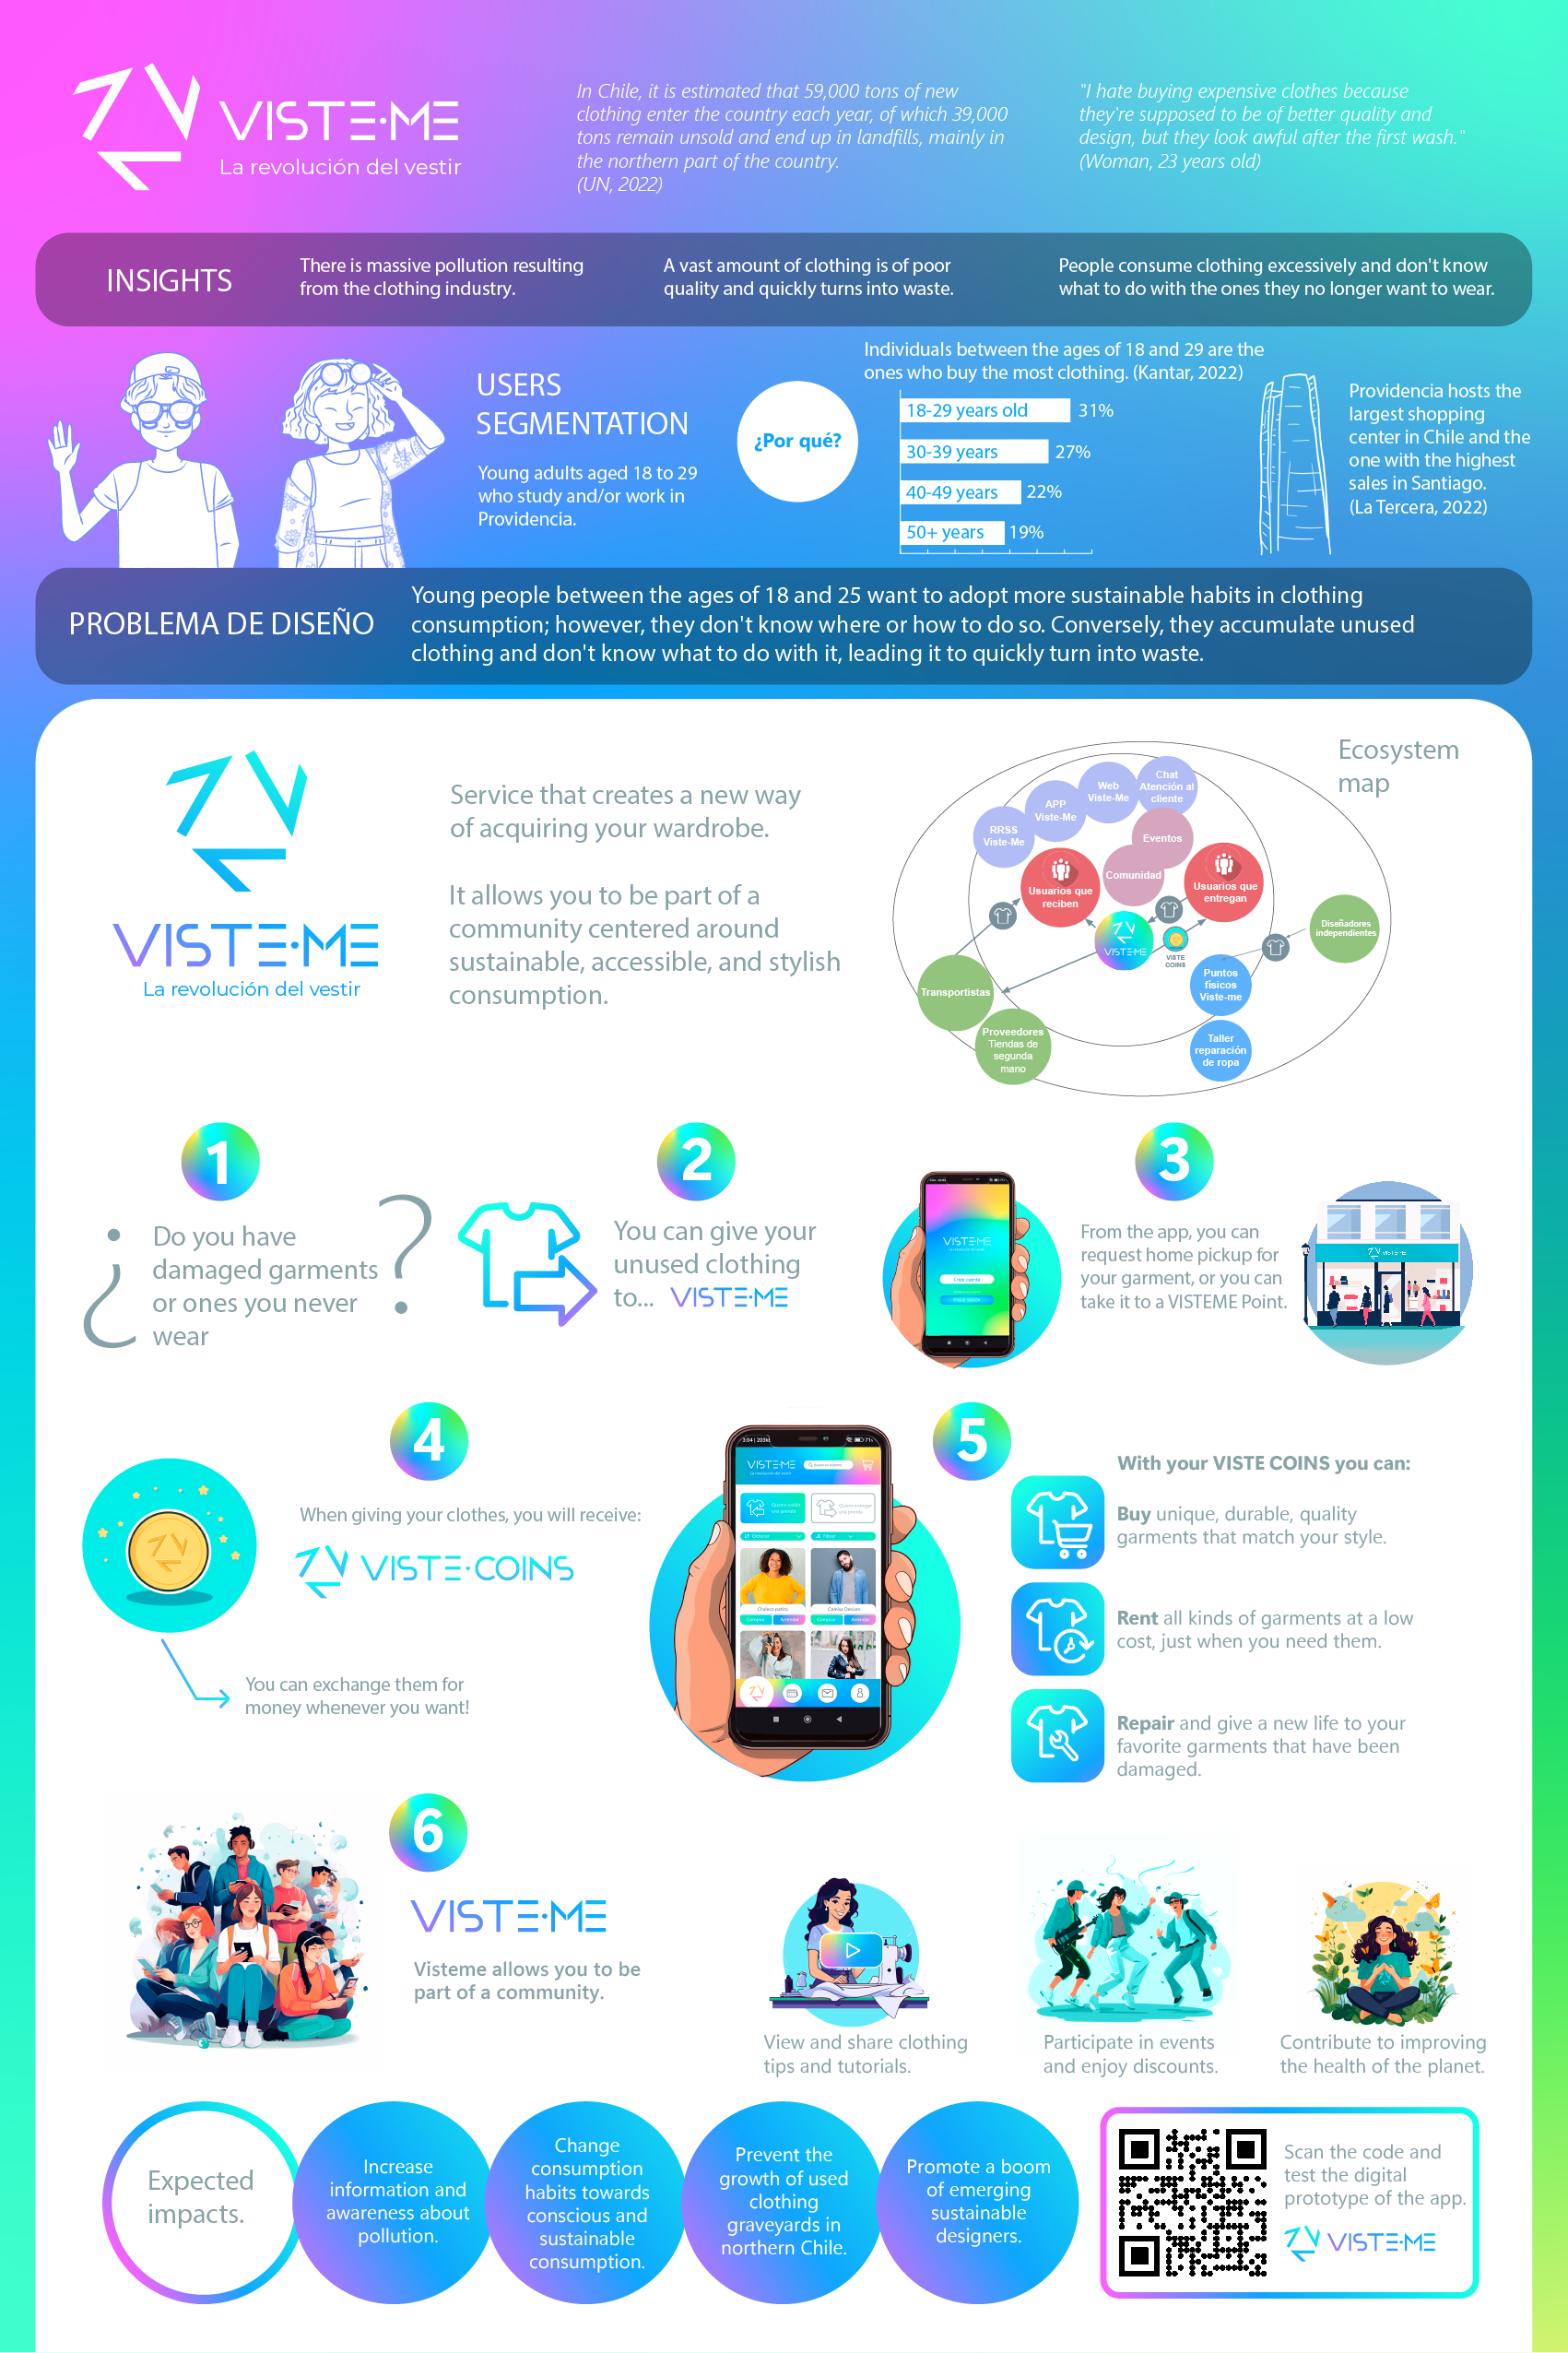 VISTE·ME
La revolución del vestir
In Chile, it is estimated that 59,000 tons of new
clothing enter the country each year, of which 39,000
tons remain unsold and end up in landfills, mainly in
the northern part of the country.
(UN, 2022)
"I hate buying expensive clothes because
they're supposed to be of better quality and
design, but they look awful after the first wash."
(Woman, 23 years old)
INSIGHTS
There is massive pollution resulting
from the clothing industry.
A vast amount of clothing is of poor
quality and quickly turns into waste.
People consume clothing excessively and don't know
what to do with the ones they no longer want to wear.
USERS
SEGMENTATION
Young adults aged 18 to 29
who study and/or work in
Providencia.
¿Por qué?
Individuals between the ages of 18 and 29 are the
ones who buy the most clothing. (Kantar, 2022)
18-29 years old 31%
30-39 years 27%
40-49 years 22%
50+ years 19%
Providencia hosts the
largest shopping
center in Chile and the
one with the highest
sales in Santiago.
(La Tercera, 2022)
PROBLEMA DE DISEÑO
Young people between the ages of 18 and 25 want to adopt more sustainable habits in clothing
consumption; however, they don't know where or how to do so. Conversely, they accumulate unused
clothing and don't know what to do with it, leading it to quickly turn into waste.
VISTE·ME
La revolución del vestir
Service that creates a new way
of acquiring your wardrobe.
It allows you to be part of a
community centered around
sustainable, accessible, and stylish
consumption.
Ecosystem
map
Chat
Atención al
cliente
Web
Viste-Me
APP
Viste-Me
RRSS
Viste-Me
Eventos
Comunidad
Usuarios que
reciben
Usuarios que
entregan
VISTE·ME
VISTE
COINS
Diseñadores
independientes
Puntos
físicos
Viste-me
Transportistas
Proveedores
Tiendas de
segunda
mano
Taller
reparación
de ropa
1
¿
Do you have
damaged garments
or ones you never
wear
?
2
You can give your
unused clothing
to... VISTE·ME
3
VISTE·ME
Crear cuenta
From the app, you can
request home pickup for
your garment, or you can
take it to a VISTEME Point.
4
When giving your clothes, you will receive:
VISTE·COINS
You can exchange them for
money whenever you want!
VISTE·ME
Comprar Arrendar
Comprar Arrendar
5
With your VISTE COINS you can:
Buy unique, durable, quality
garments that match your style.
Rent all kinds of garments at a low
cost, just when you need them.
Repair and give a new life to your
favorite garments that have been
damaged.
6
VISTE·ME
Visteme allows you to be
part of a community.
View and share clothing
tips and tutorials.
Participate in events
and enjoy discounts.
Contribute to improving
the health of the planet.
Expected
impacts.
Increase
information and
awareness about
pollution.
Change
consumption
habits towards
conscious and
sustainable
consumption.
Prevent the
growth of used
clothing
graveyards in
northern Chile.
Promote a boom
of emerging
sustainable
designers.
Scan the code and
test the digital
prototype of the app.
VISTE·ME